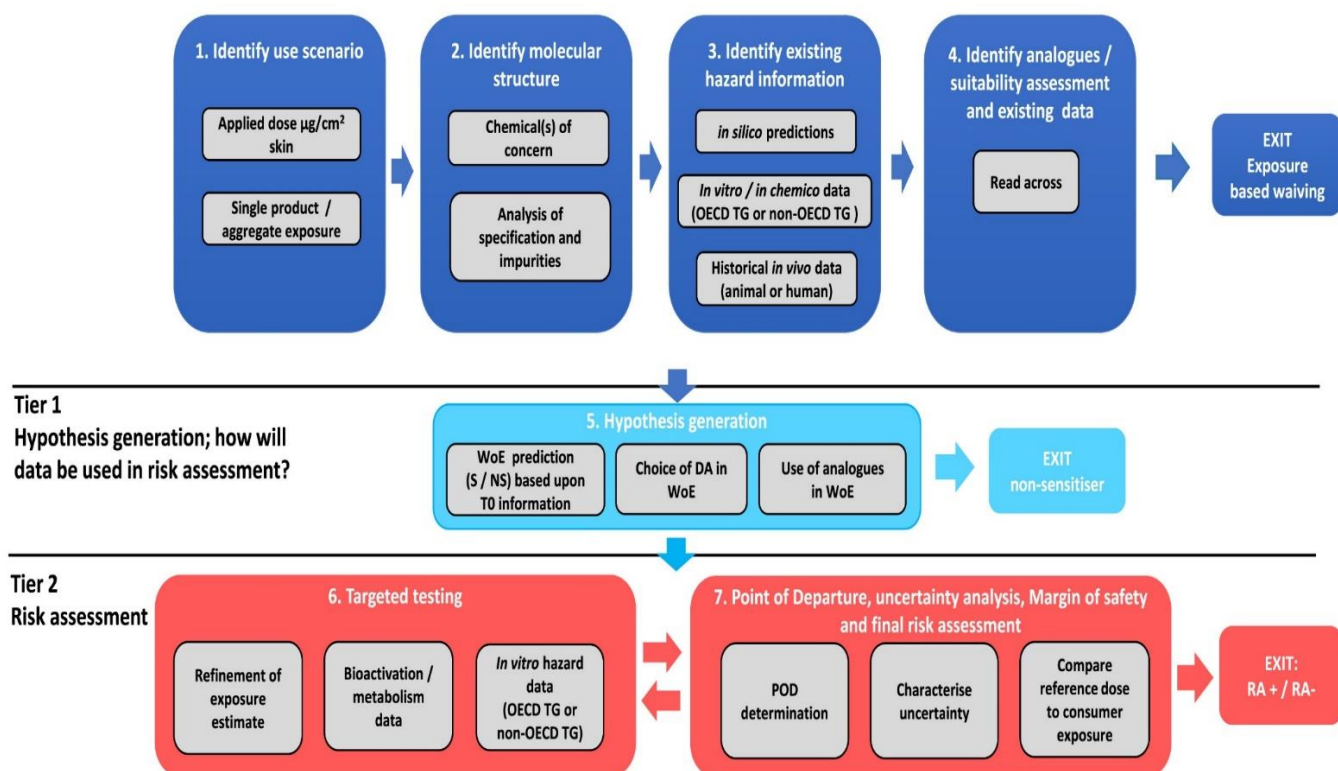 1. Identify use scenario
Applied dose µg/cm²
skin
Single product /
aggregate exposure
2. Identify molecular
structure
Chemical(s) of
concern
Analysis of
specification and
impurities
3. Identify existing
hazard information
in silico predictions
In vitro / in chemico data
(OECD TG or non-OECD TG )
Historical in vivo data
(animal or human)
4. Identify analogues /
suitability assessment
and existing data
Read across
EXIT
Exposure
based waiving
Tier 1
Hypothesis generation; how will
data be used in risk assessment?
5. Hypothesis generation
WoE prediction
(S / NS) based upon
T0 information
Choice of DA in
WoE
Use of analogues
in WoE
EXIT
non-sensitiser
Tier 2
Risk assessment
6. Targeted testing
Refinement of
exposure
estimate
Bioactivation /
metabolism
data
In vitro hazard
data
(OECD TG or
non-OECD TG)
7. Point of Departure, uncertainty analysis, Margin of safety
and final risk assessment
POD
determination
Characterise
uncertainty
Compare
reference dose
to consumer
exposure
EXIT:
RA + / RA-